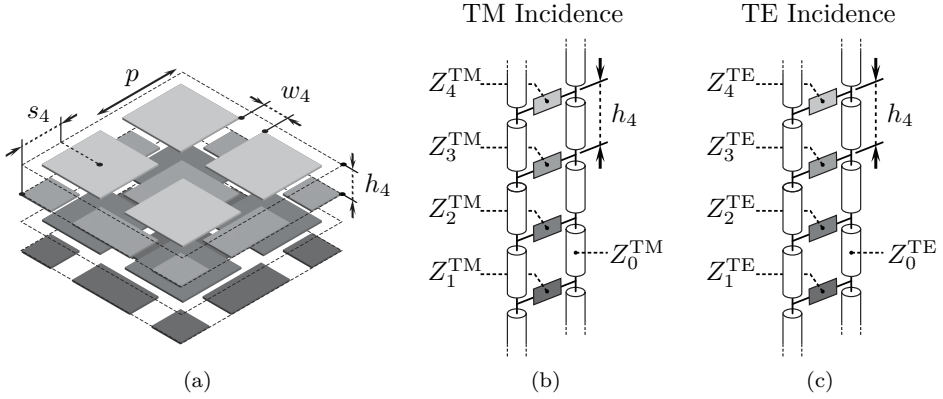 TM Incidence
TE Incidence
p
w₄
s₄
h₄
Z₄ᵀᴹ
Z₃ᵀᴹ
Z₂ᵀᴹ
Z₁ᵀᴹ
h₄
Z₀ᵀᴹ
Z₄ᵀᴱ
Z₃ᵀᴱ
Z₂ᵀᴱ
Z₁ᵀᴱ
h₄
Z₀ᵀᴱ
(a)
(b)
(c)